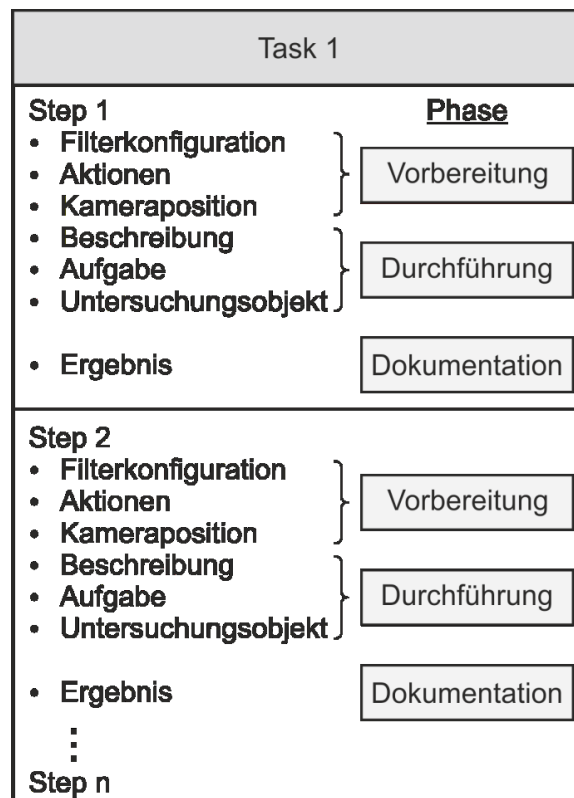 Task 1
Step 1
Phase
• Filterkonfiguration
• Aktionen
• Kameraposition
Vorbereitung
• Beschreibung
• Aufgabe
• Untersuchungsobjekt
Durchführung
• Ergebnis
Dokumentation
Step 2
• Filterkonfiguration
• Aktionen
• Kameraposition
Vorbereitung
• Beschreibung
• Aufgabe
• Untersuchungsobjekt
Durchführung
• Ergebnis
Dokumentation
⋮
Step n